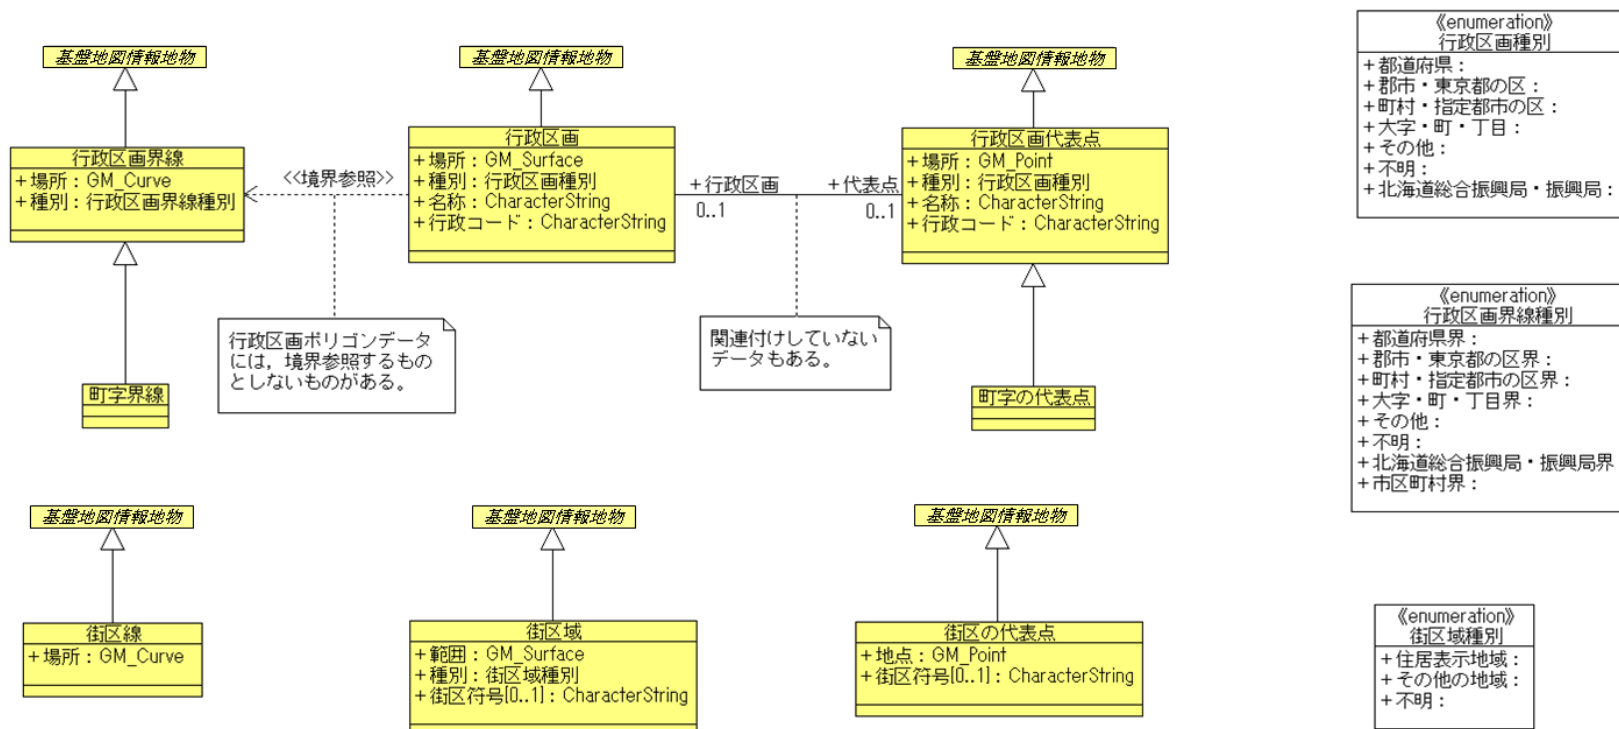 基盤地図情報地物
行政区画界線
+場所：GM_Curve
+種別：行政区画界線種別
町字界線
<<境界参照>>
行政区画ポリゴンデータ
には，境界参照するもの
としないものがある。
基盤地図情報地物
行政区画
+場所：GM_Surface
+種別：行政区画種別
+名称：CharacterString
+行政コード：CharacterString
+行政区画
0..1
+代表点
0..1
関連付けしていない
データもある。
基盤地図情報地物
行政区画代表点
+場所：GM_Point
+種別：行政区画種別
+名称：CharacterString
+行政コード：CharacterString
町字の代表点
《enumeration》
行政区画種別
+都道府県：
+郡市・東京都の区：
+町村・指定都市の区：
+大字・町・丁目：
+その他：
+不明：
+北海道総合振興局・振興局：
《enumeration》
行政区画界線種別
+都道府県界：
+郡市・東京都の区界：
+町村・指定都市の区界：
+大字・町・丁目界：
+その他：
+不明：
+北海道総合振興局・振興局界
+市区町村界：
基盤地図情報地物
街区線
+場所：GM_Curve
基盤地図情報地物
街区域
+範囲：GM_Surface
+種別：街区域種別
+街区符号[0..1]：CharacterString
基盤地図情報地物
街区の代表点
+地点：GM_Point
+街区符号[0..1]：CharacterString
《enumeration》
街区域種別
+住居表示地域：
+その他の地域：
+不明：